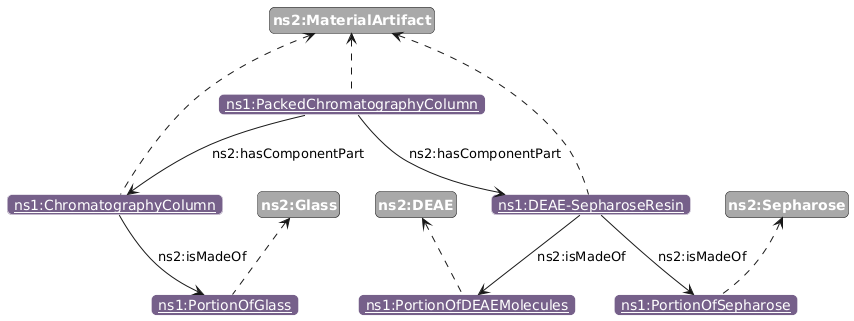 ns2:MaterialArtifact
ns1:PackedChromatographyColumn
ns2:hasComponentPart
ns2:hasComponentPart
ns1:ChromatographyColumn
ns2:Glass
ns2:DEAE
ns1:DEAE-SepharoseResin
ns2:Sepharose
ns2:isMadeOf
ns2:isMadeOf
ns2:isMadeOf
ns1:PortionOfGlass
ns1:PortionOfDEAEMolecules
ns1:PortionOfSepharose